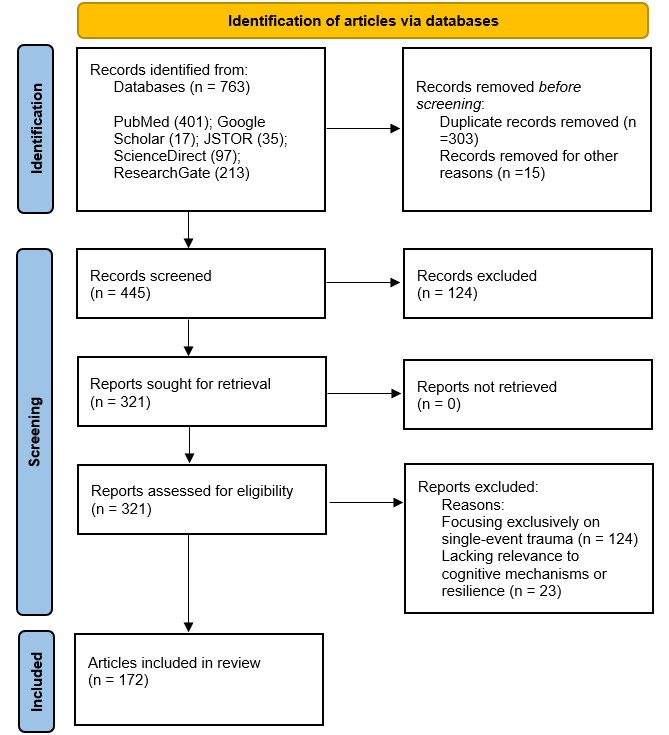 Identification of articles via databases
Identification
Records identified from:
Databases (n = 763)
PubMed (401); Google
Scholar (17); JSTOR (35);
ScienceDirect (97);
ResearchGate (213)
Records removed before
screening:
Duplicate records removed (n
=303)
Records removed for other
reasons (n =15)
Screening
Records screened
(n = 445)
Records excluded
(n = 124)
Reports sought for retrieval
(n = 321)
Reports not retrieved
(n = 0)
Reports assessed for eligibility
(n = 321)
Reports excluded:
Reasons:
Focusing exclusively on
single-event trauma (n = 124)
Lacking relevance to
cognitive mechanisms or
resilience (n = 23)
Included
Articles included in review
(n = 172)